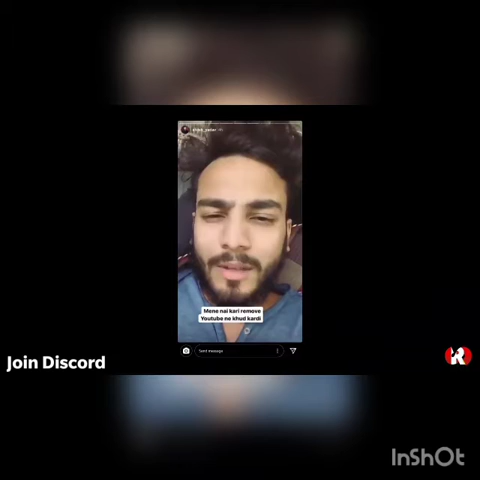 Mene nai kari remove
Youtube ne khud kardi
Send message
Join Discord
InShOt